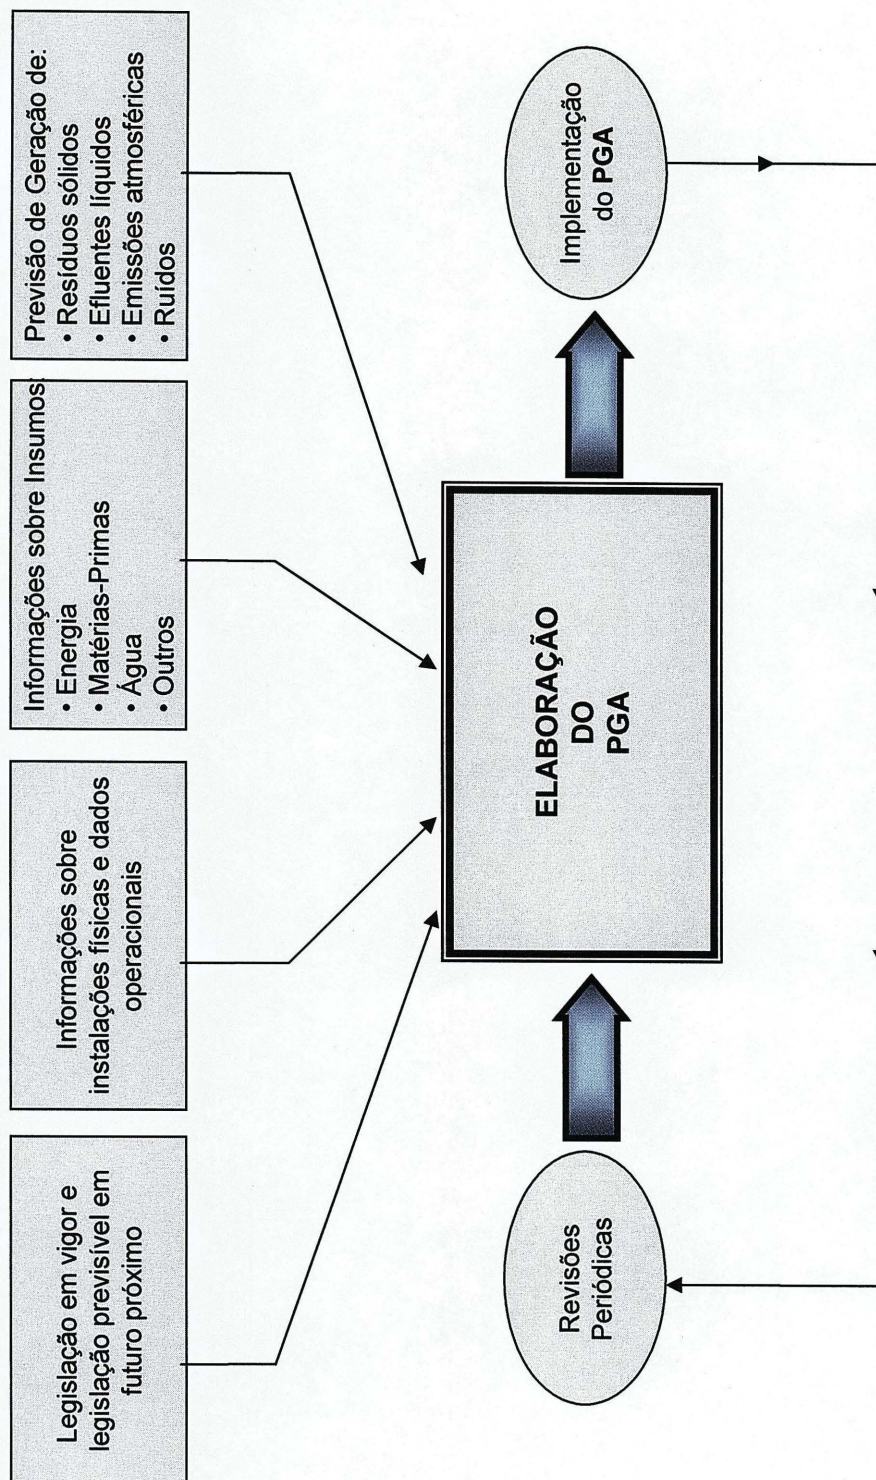 Legislação em vigor e
legislação previsível em
futuro próximo
Informações sobre
instalações físicas e dados
operacionais
Informações sobre Insumos:
• Energia
• Matérias-Primas
• Água
• Outros
Previsão de Geração de:
• Resíduos sólidos
• Efluentes líquidos
• Emissões atmosféricas
• Ruídos
Revisões
Periódicas
ELABORAÇÃO
DO
PGA
Implementação
do PGA